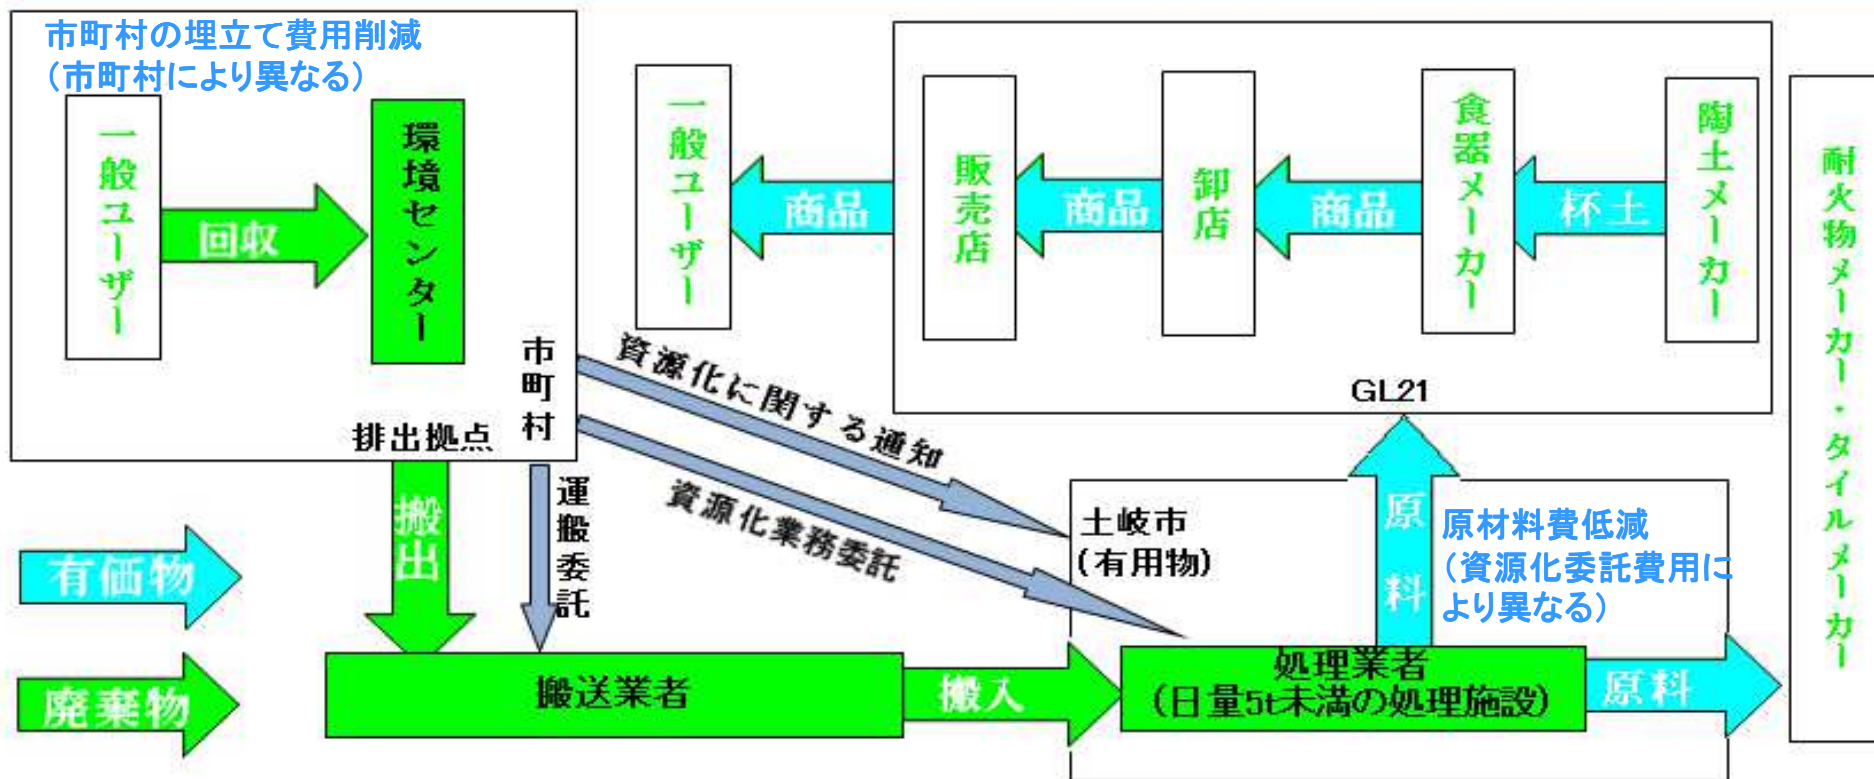 市町村の埋立て費用削減
（市町村により異なる）
一般ユーザー
回収
環境センター
市町村
排出拠点
一般ユーザー
商品
販売店
商品
卸店
商品
食器メーカー
杯土
陶土メーカー
GL21
耐火物メーカー・タイルメーカー
資源化に関する通知
資源化業務委託
運搬委託
搬出
有価物
廃棄物
搬送業者
搬入
土岐市
(有用物)
原料
原材料費低減
（資源化委託費用に
より異なる）
処理業者
(日量5t未満の処理施設)
原料